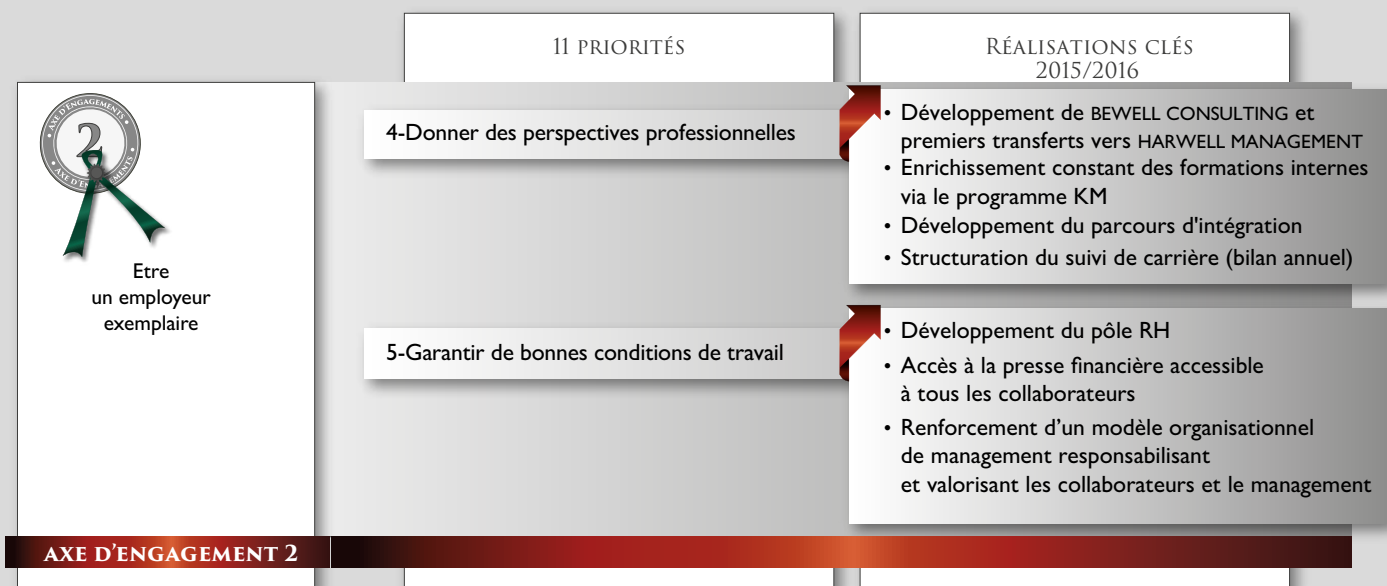 11 PRIORITÉS
RÉALISATIONS CLÉS
2015/2016
• AXE D'ENGAGEMENTS •
2
• AXE D'ENGAGEMENTS •
Etre
un employeur
exemplaire
4-Donner des perspectives professionnelles
• Développement de BEWELL CONSULTING et
premiers transferts vers HARWELL MANAGEMENT
• Enrichissement constant des formations internes
via le programme KM
• Développement du parcours d'intégration
• Structuration du suivi de carrière (bilan annuel)
5-Garantir de bonnes conditions de travail
• Développement du pôle RH
• Accès à la presse financière accessible
à tous les collaborateurs
• Renforcement d’un modèle organisationnel
de management responsabilisant
et valorisant les collaborateurs et le management
AXE D’ENGAGEMENT 2